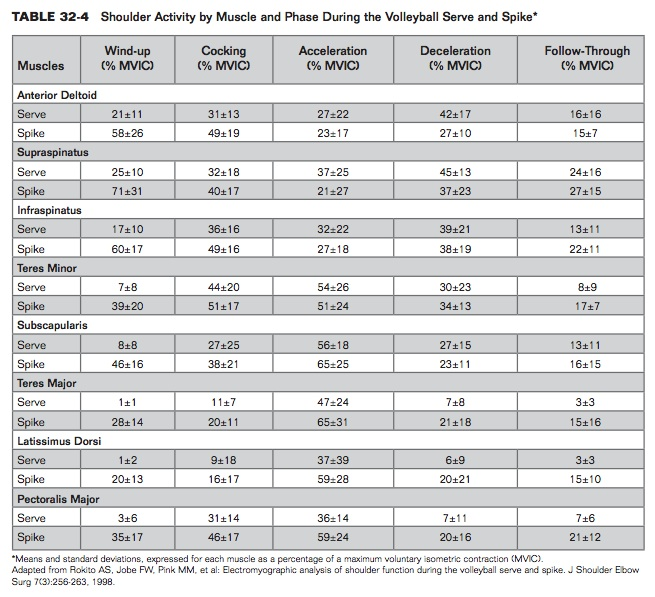 TABLE 32-4 Shoulder Activity by Muscle and Phase During the Volleyball Serve and Spike*
Muscles Wind-up (% MVIC) Cocking (% MVIC) Acceleration (% MVIC) Deceleration (% MVIC) Follow-Through (% MVIC)
Anterior Deltoid
Serve 21±11 31±13 27±22 42±17 16±16
Spike 58±26 49±19 23±17 27±10 15±7
Supraspinatus
Serve 25±10 32±18 37±25 45±13 24±16
Spike 71±31 40±17 21±27 37±23 27±15
Infraspinatus
Serve 17±10 36±16 32±22 39±21 13±11
Spike 60±17 49±16 27±18 38±19 22±11
Teres Minor
Serve 7±8 44±20 54±26 30±23 8±9
Spike 39±20 51±17 51±24 34±13 17±7
Subscapularis
Serve 8±8 27±25 56±18 27±15 13±11
Spike 46±16 38±21 65±25 23±11 16±15
Teres Major
Serve 1±1 11±7 47±24 7±8 3±3
Spike 28±14 20±11 65±31 21±18 15±16
Latissimus Dorsi
Serve 1±2 9±18 37±39 6±9 3±3
Spike 20±13 16±17 59±28 20±21 15±10
Pectoralis Major
Serve 3±6 31±14 36±14 7±11 7±6
Spike 35±17 46±17 59±24 20±16 21±12
*Means and standard deviations, expressed for each muscle as a percentage of a maximum voluntary isometric contraction (MVIC).
Adapted from Rokito AS, Jobe FW, Pink MM, et al: Electromyographic analysis of shoulder function during the volleyball serve and spike. J Shoulder Elbow
Surg 7(3):256-263, 1998.